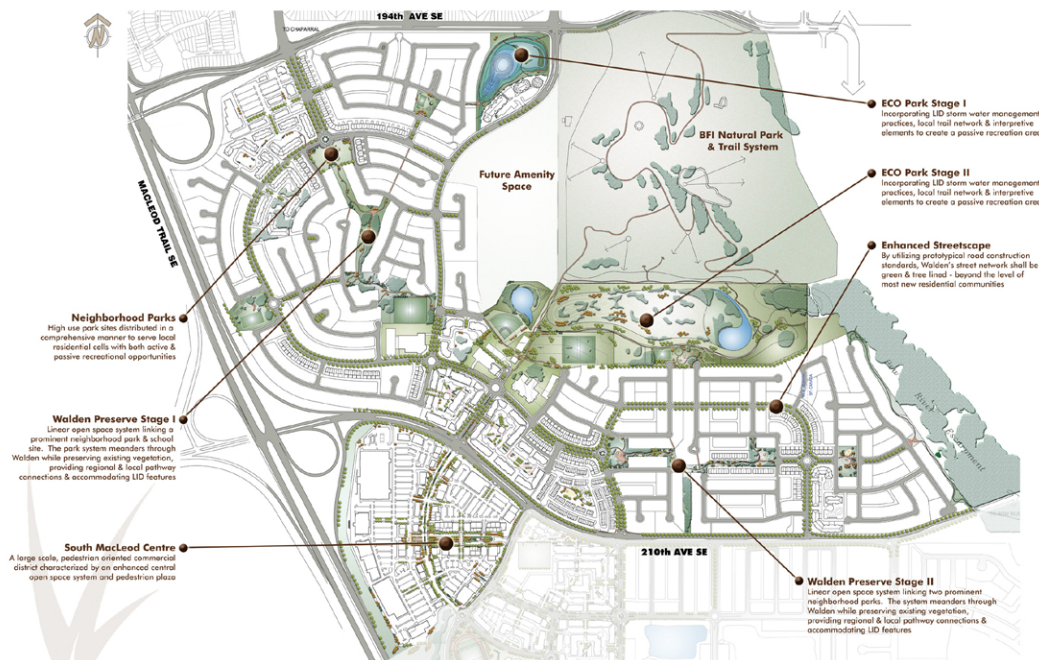 194th AVE SE
TO CHAPARRAL
N
ECO Park Stage I
Incorporating LID storm water management
practices, local trail network & interpretive
elements to create a passive recreation area
BFI Natural Park
& Trail System
Future Amenity
Space
ECO Park Stage II
Incorporating LID storm water management
practices, local trail network & interpretive
elements to create a passive recreation area
MACLEOD TRAIL SE
Enhanced Streetscape
By utilizing prototypical road construction
standards, Walden's street network shall be
green & tree lined - beyond the level of
most new residential communities
Neighborhood Parks
High use park sites distributed in a
comprehensive manner to serve local
residential cells with both active &
passive recreational opportunities
Walden Preserve Stage I
Linear open space system linking a
prominent neighborhood park & school
site. The park system meanders through
Walden while preserving existing vegetation,
providing regional & local pathway
connections & accommodating LID features
River Escarpment
South MacLeod Centre
A large scale, pedestrian oriented commercial
district characterized by an enhanced central
open space system and pedestrian plaza
210th AVE SE
Walden Preserve Stage II
Linear open space system linking two prominent
neighborhood parks. The system meanders through
Walden while preserving existing vegetation,
providing regional & local pathway connections &
accommodating LID features